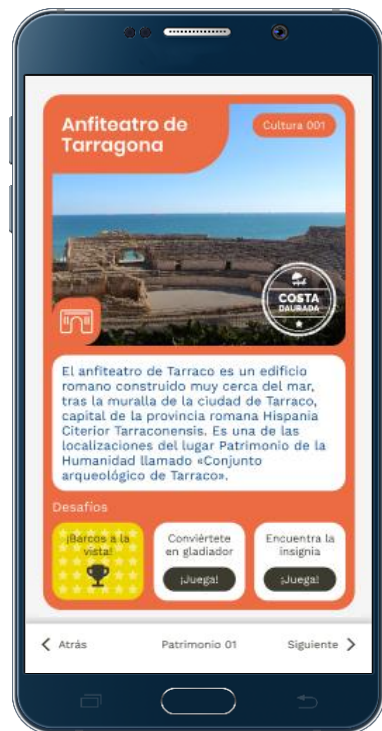 Anfiteatro de
Tarragona
Cultura 001
COSTA
DAURADA
El anfiteatro de Tarraco es un edificio
romano construido muy cerca del mar,
tras la muralla de la ciudad de Tarraco,
capital de la provincia romana Hispania
Citerior Tarraconensis. Es una de las
localizaciones del lugar Patrimonio de la
Humanidad llamado «Conjunto
arqueológico de Tarraco».
Desafíos
¡Barcos a la
vista!
Conviértete
en gladiador
¡Juega!
Encuentra la
insignia
¡Juega!
Atrás
Patrimonio 01
Siguiente